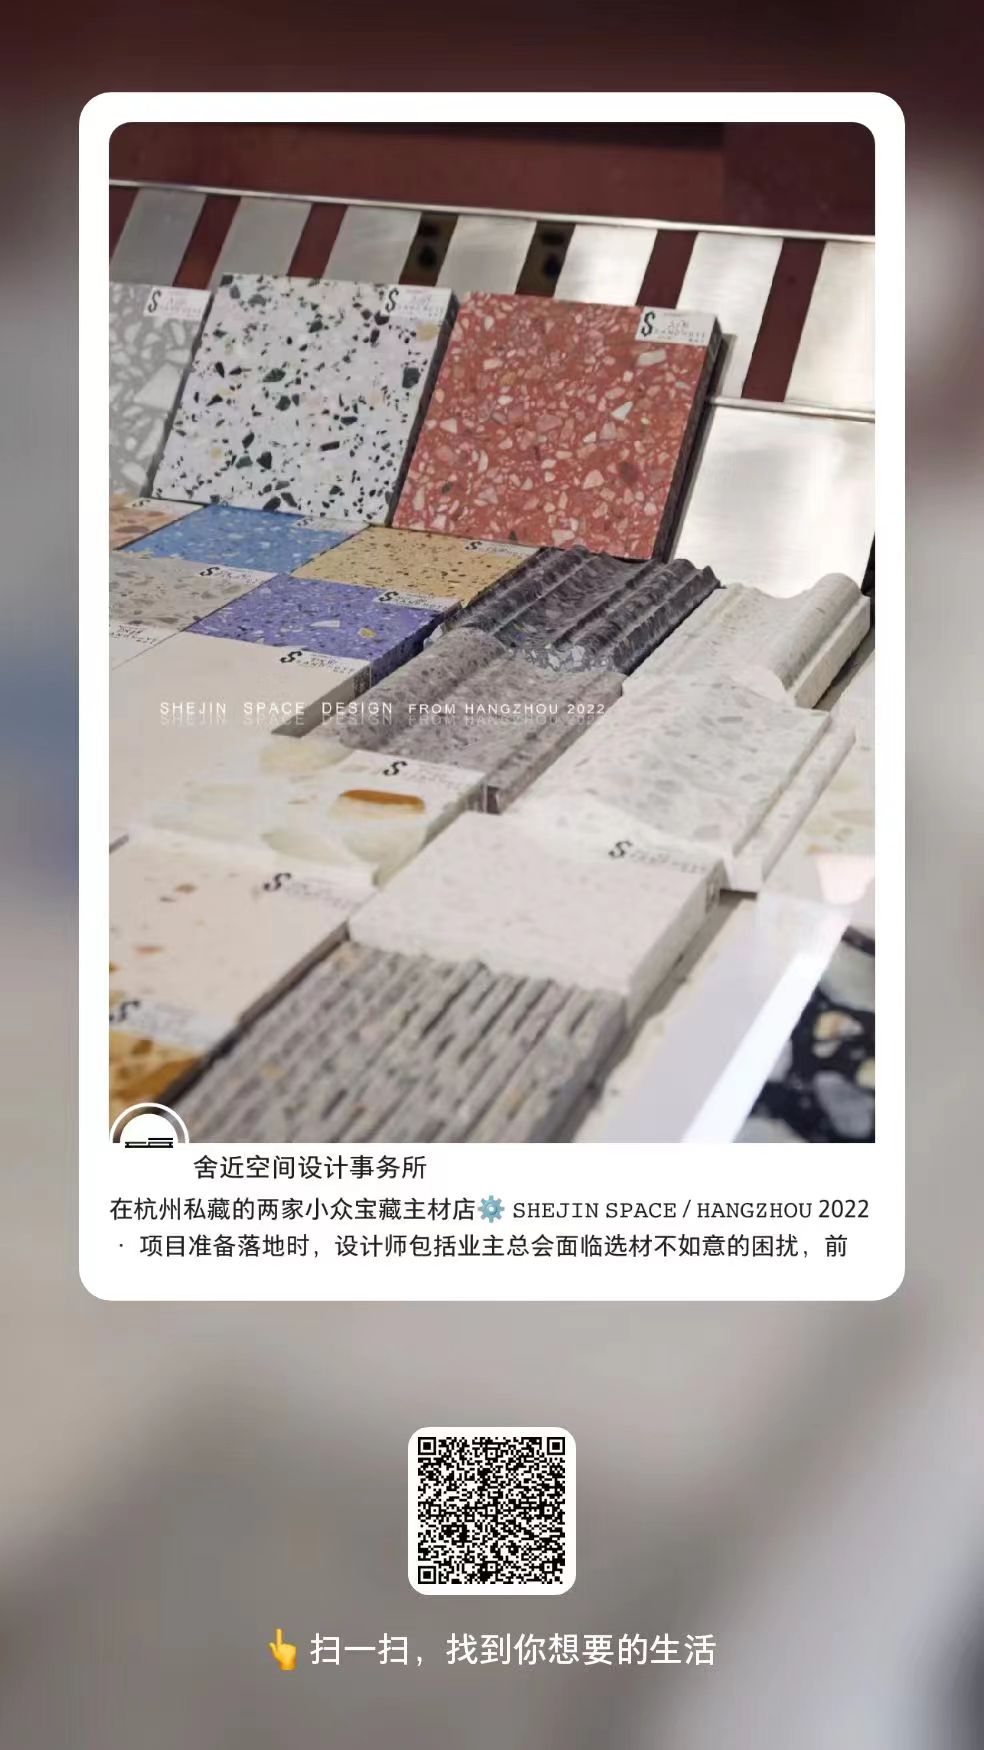 SHEJIN SPACE DESIGN FROM HANGZHOU 2022
舍近空间设计事务所
在杭州私藏的两家小众宝藏主材店⚙️ SHEJIN SPACE / HANGZHOU 2022
· 项目准备落地时，设计师包括业主总会面临选材不如意的困扰，前
👆 扫一扫，找到你想要的生活